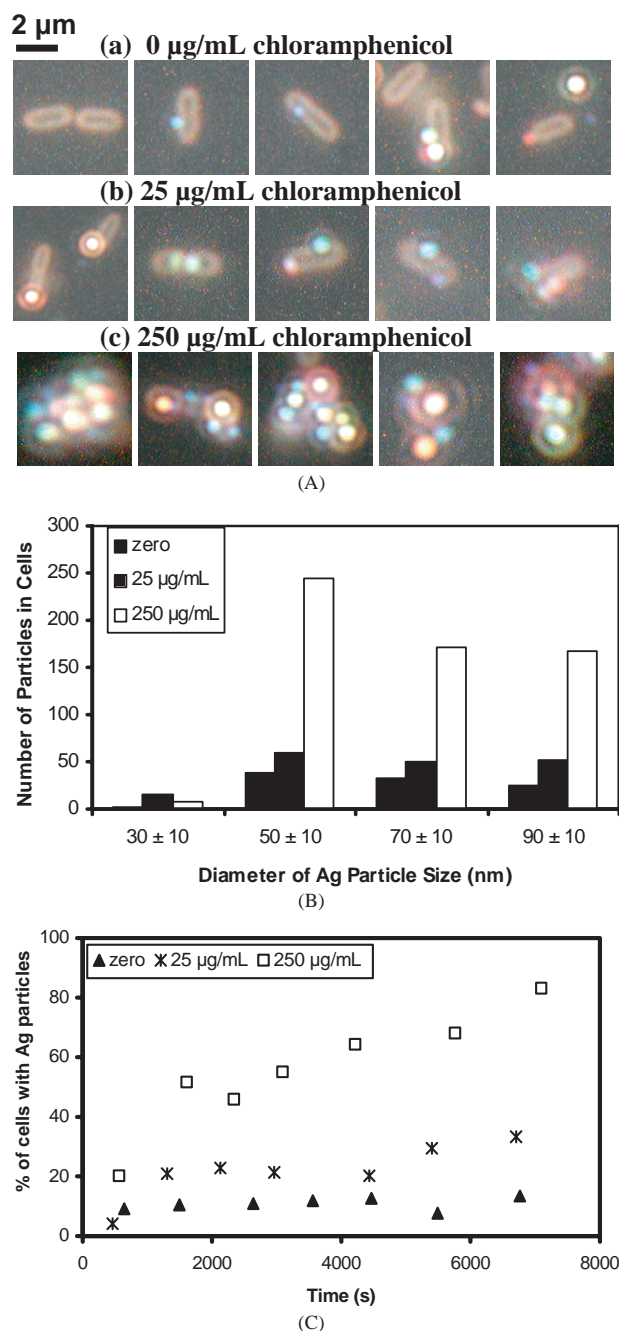 2 µm
(a) 0 µg/mL chloramphenicol
(b) 25 µg/mL chloramphenicol
(c) 250 µg/mL chloramphenicol
(A)
300
250
200
150
100
50
0
Number of Particles in Cells
zero
25 µg/mL
250 µg/mL
30 ± 10 50 ± 10 70 ± 10 90 ± 10
Diameter of Ag Particle Size (nm)
(B)
100
80
60
40
20
0
% of cells with Ag particles
zero 25 µg/mL 250 µg/mL
0 2000 4000 6000 8000
Time (s)
(C)